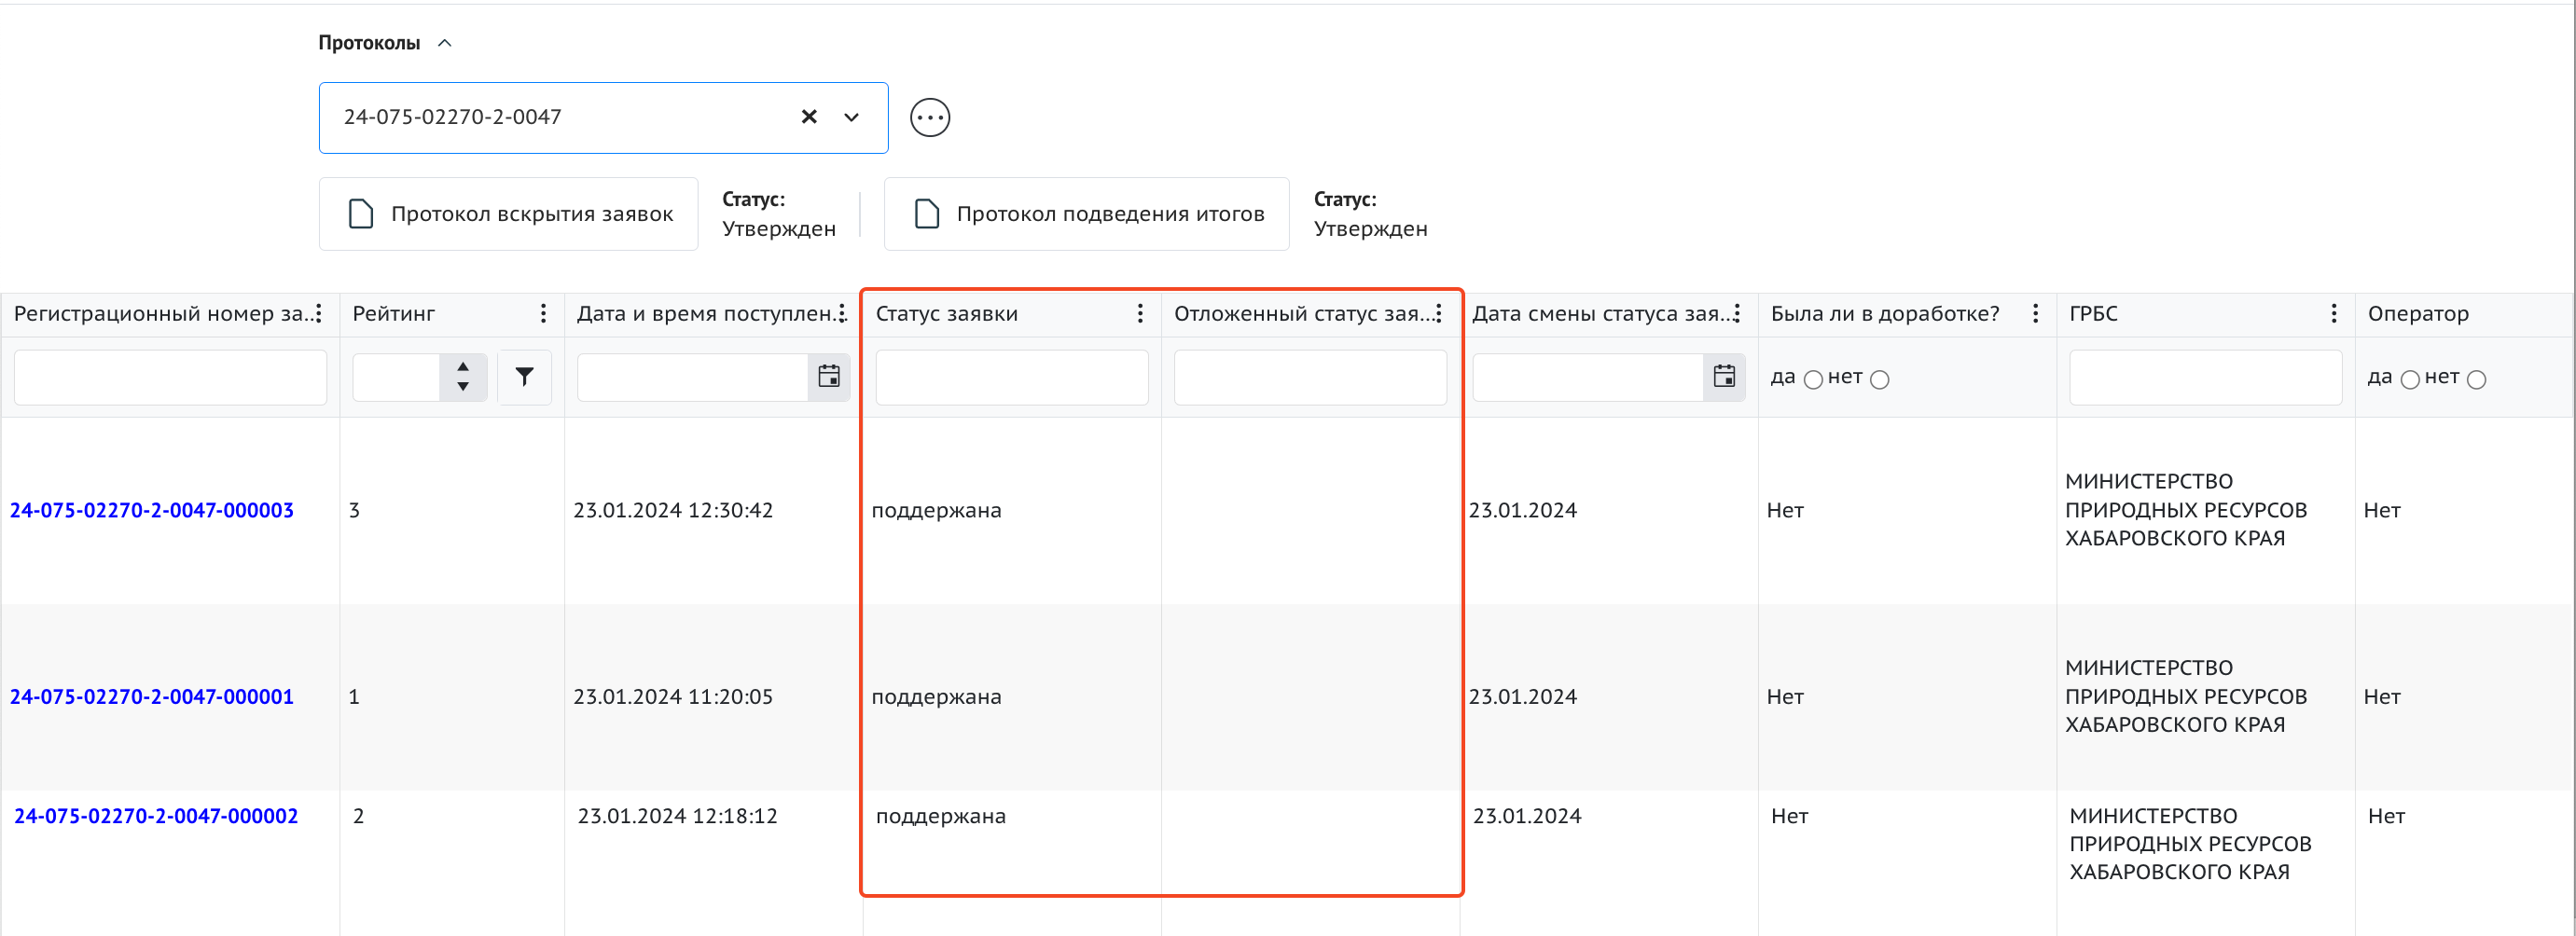 Протоколы
24-075-02270-2-0047
Протокол вскрытия заявок
Статус:
Утвержден
Протокол подведения итогов
Статус:
Утвержден
Регистрационный номер за...
Рейтинг
Дата и время поступлен...
Статус заявки
Отложенный статус зая...
Дата смены статуса зая...
Была ли в доработке?
ГРБС
Оператор
да нет
да нет
24-075-02270-2-0047-000003
3
23.01.2024 12:30:42
поддержана
23.01.2024
Нет
МИНИСТЕРСТВО
ПРИРОДНЫХ РЕСУРСОВ
ХАБАРОВСКОГО КРАЯ
Нет
24-075-02270-2-0047-000001
1
23.01.2024 11:20:05
поддержана
23.01.2024
Нет
МИНИСТЕРСТВО
ПРИРОДНЫХ РЕСУРСОВ
ХАБАРОВСКОГО КРАЯ
Нет
24-075-02270-2-0047-000002
2
23.01.2024 12:18:12
поддержана
23.01.2024
Нет
МИНИСТЕРСТВО
ПРИРОДНЫХ РЕСУРСОВ
ХАБАРОВСКОГО КРАЯ
Нет